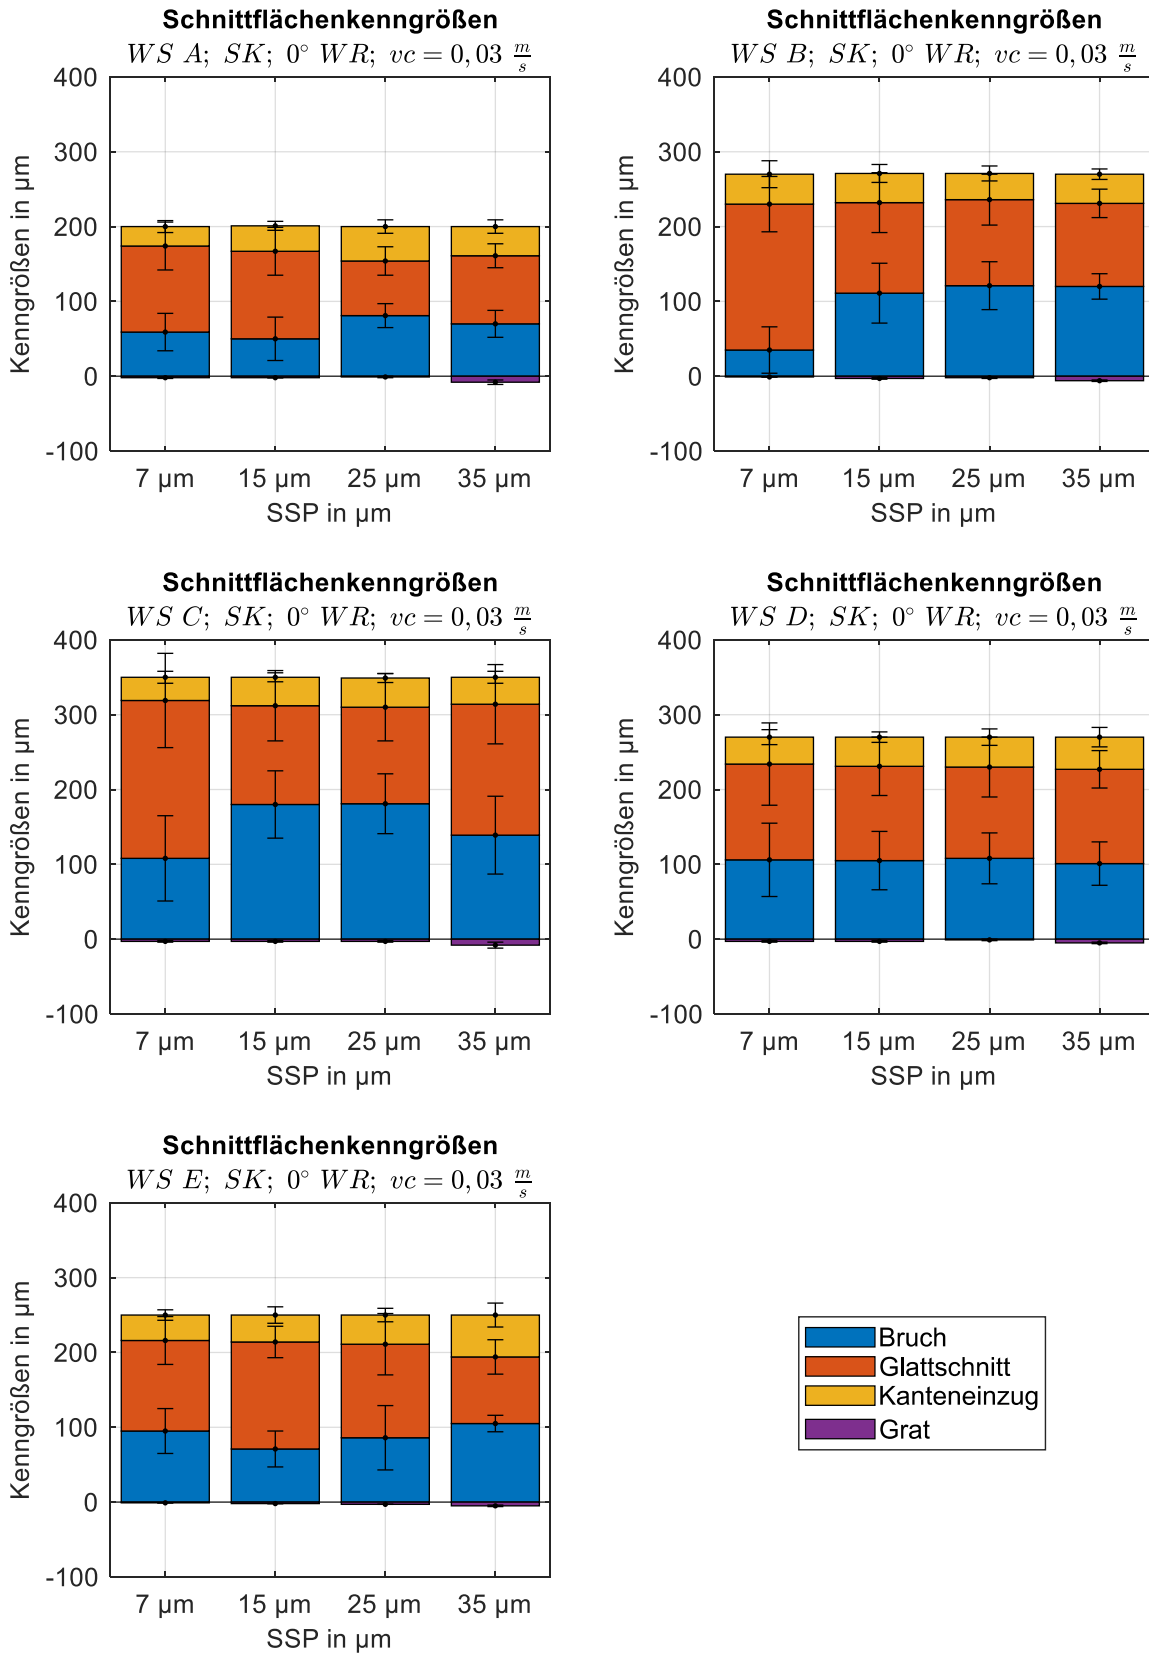 Schnittflächenkenngrößen
WS A; SK; 0° WR; vc = 0,03 m/s
Kenngrößen in µm
400
300
200
100
0
-100
7 µm 15 µm 25 µm 35 µm
SSP in µm
Schnittflächenkenngrößen
WS B; SK; 0° WR; vc = 0,03 m/s
Kenngrößen in µm
400
300
200
100
0
-100
7 µm 15 µm 25 µm 35 µm
SSP in µm
Schnittflächenkenngrößen
WS C; SK; 0° WR; vc = 0,03 m/s
Kenngrößen in µm
400
300
200
100
0
-100
7 µm 15 µm 25 µm 35 µm
SSP in µm
Schnittflächenkenngrößen
WS D; SK; 0° WR; vc = 0,03 m/s
Kenngrößen in µm
400
300
200
100
0
-100
7 µm 15 µm 25 µm 35 µm
SSP in µm
Schnittflächenkenngrößen
WS E; SK; 0° WR; vc = 0,03 m/s
Kenngrößen in µm
400
300
200
100
0
-100
7 µm 15 µm 25 µm 35 µm
SSP in µm
Bruch
Glattschnitt
Kanteneinzug
Grat